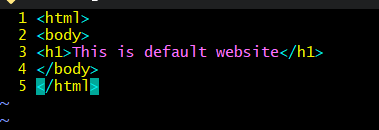 1 <html>
2 <body>
3 <h1>This is default website</h1>
4 </body>
5 </html>
~
~